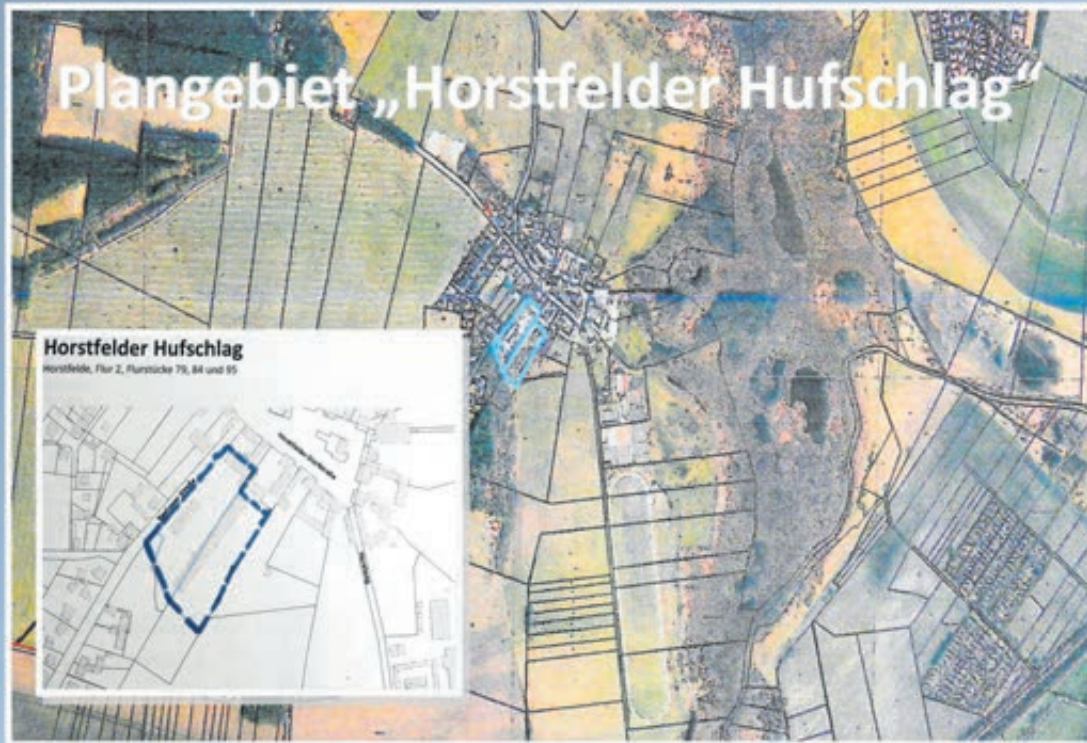 Plangebiet „Horstfelder Hufschlag“
Horstfelder Hufschlag
Horstfelde, Flur 2, Flurstücke 79, 84 und 95